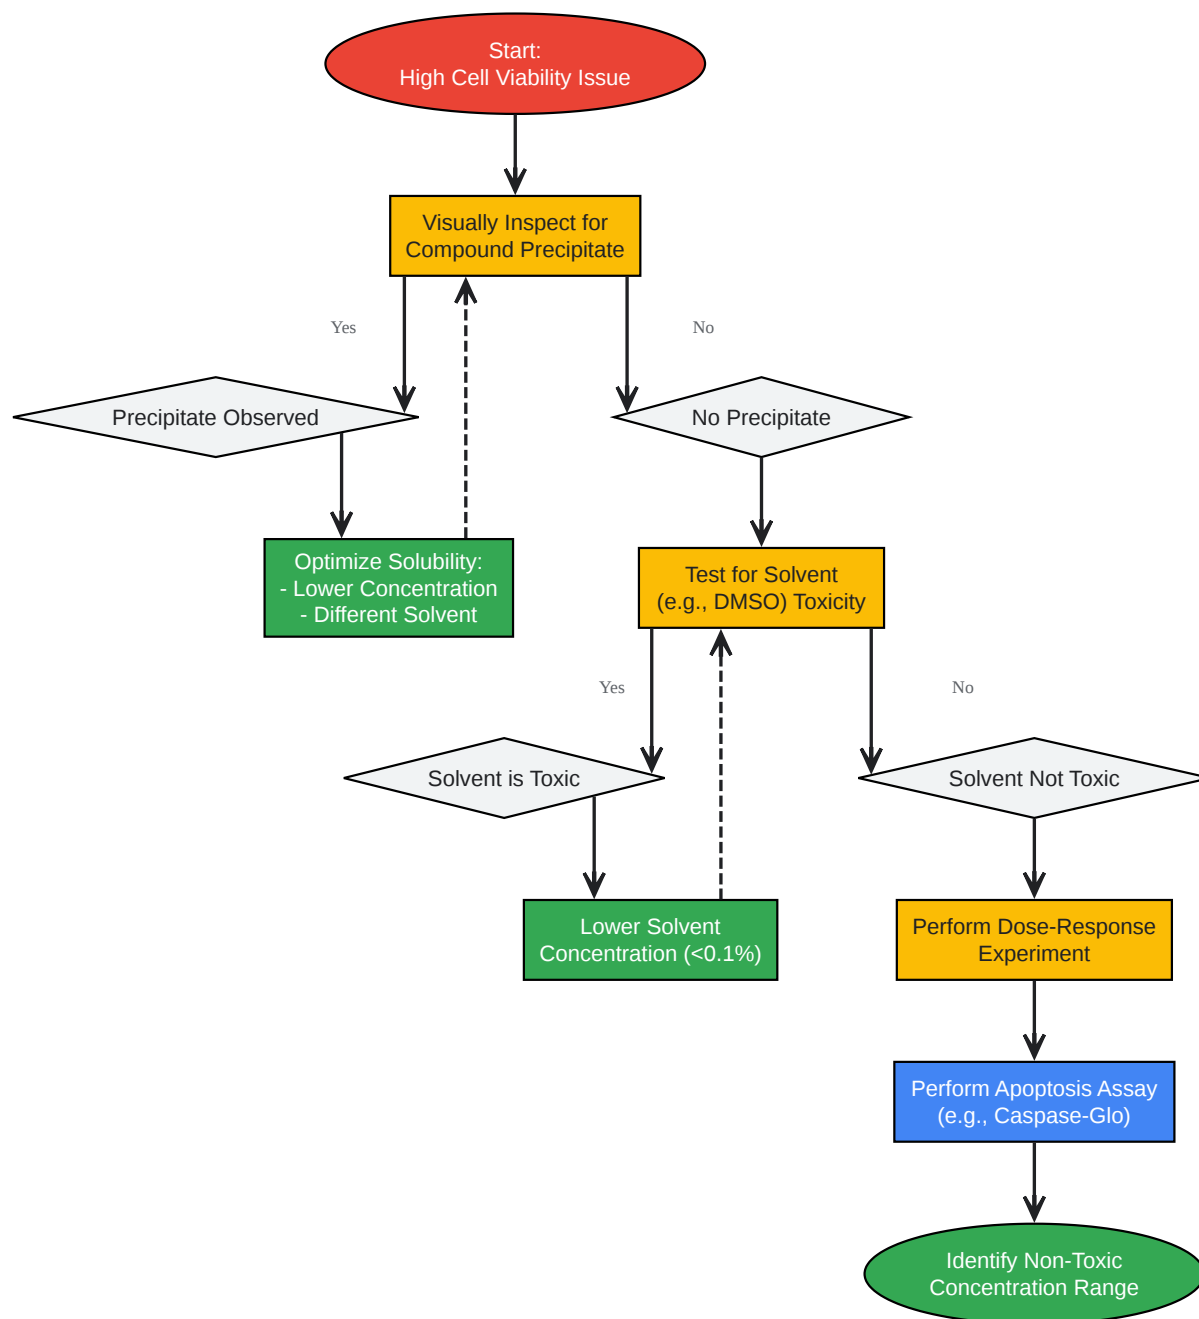 Start:
High Cell Viability Issue
Visually Inspect for
Compound Precipitate
Yes
No
Precipitate Observed
No Precipitate
Optimize Solubility:
- Lower Concentration
- Different Solvent
Test for Solvent
(e.g., DMSO) Toxicity
Yes
No
Solvent is Toxic
Solvent Not Toxic
Lower Solvent
Concentration (<0.1%)
Perform Dose-Response
Experiment
Perform Apoptosis Assay
(e.g., Caspase-Glo)
Identify Non-Toxic
Concentration Range